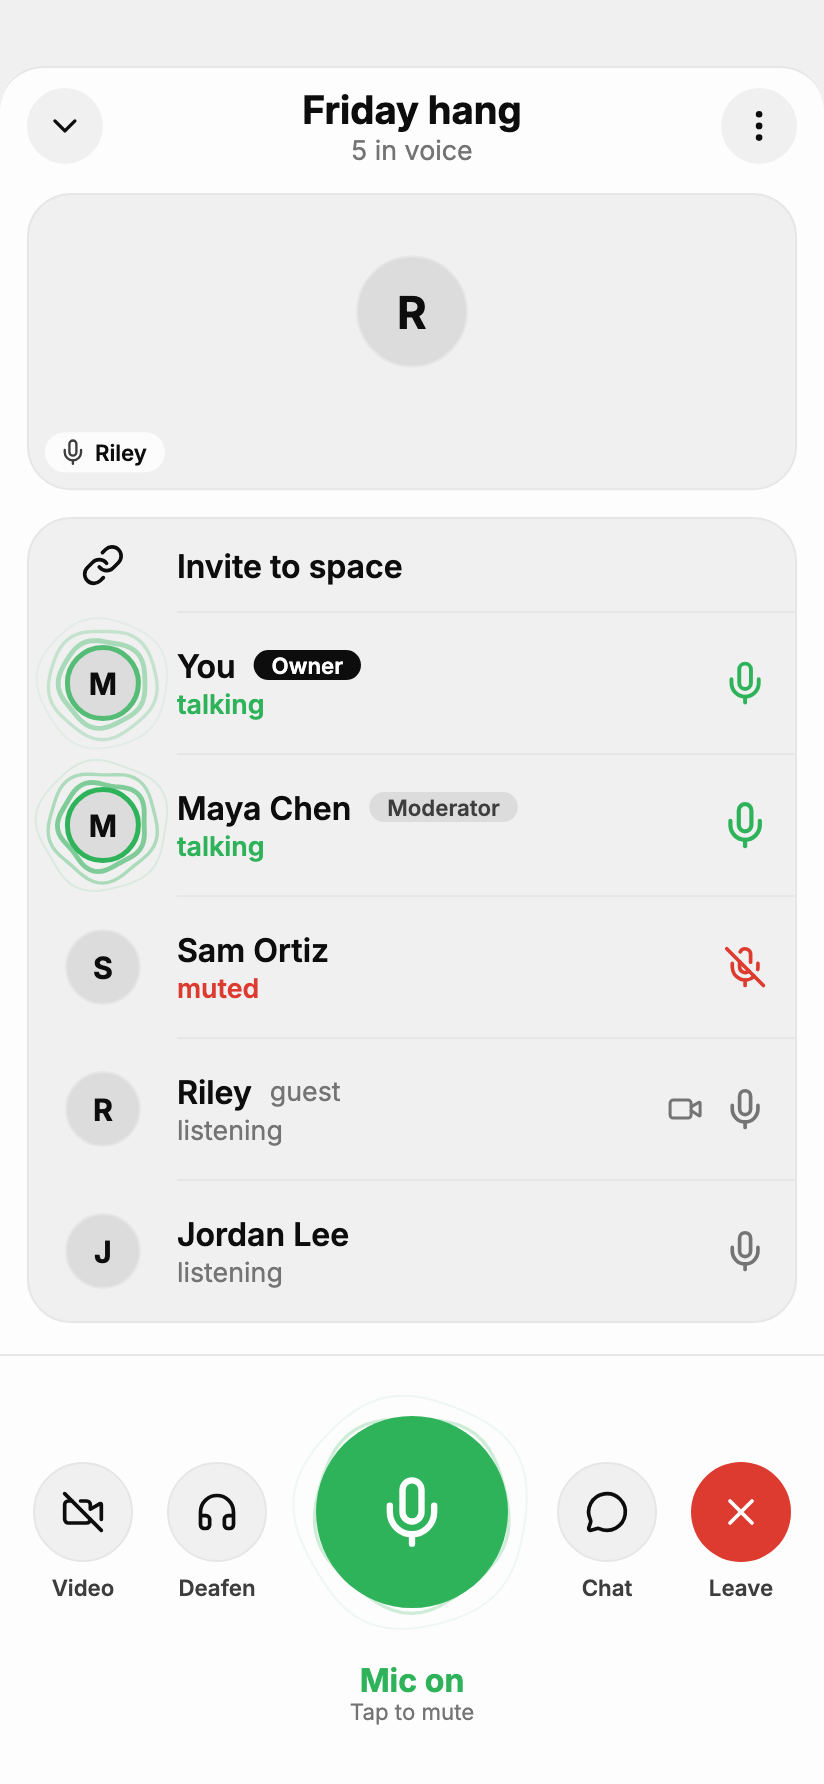 Friday hang
5 in voice
R
Riley
Invite to space
M
You Owner
talking
M
Maya Chen Moderator
talking
S
Sam Ortiz
muted
R
Riley guest
listening
J
Jordan Lee
listening
Video
Deafen
Chat
Leave
Mic on
Tap to mute